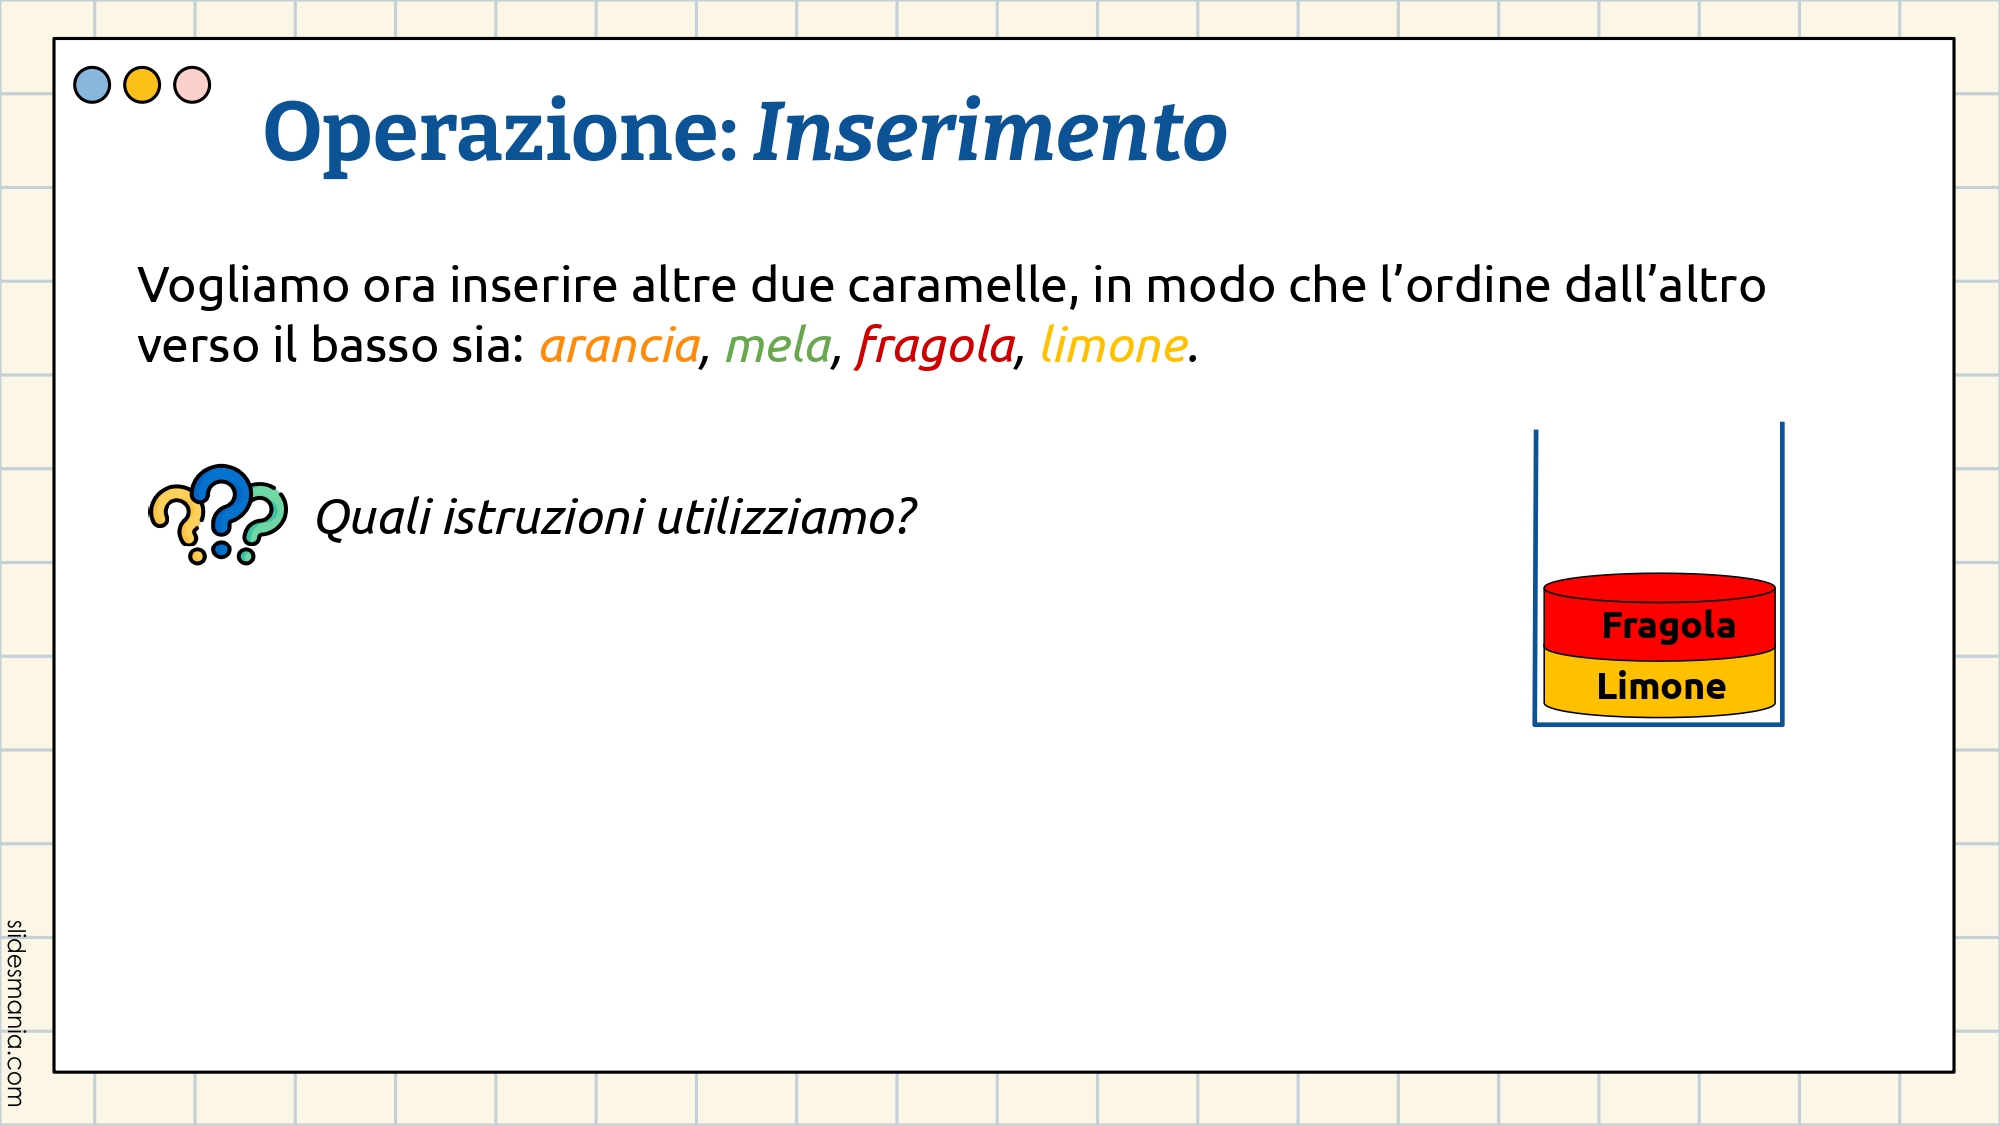 Operazione: Inserimento
Vogliamo ora inserire altre due caramelle, in modo che l’ordine dall’altro
verso il basso sia: arancia, mela, fragola, limone.
Quali istruzioni utilizziamo?
Fragola
Limone
slidesmania.com